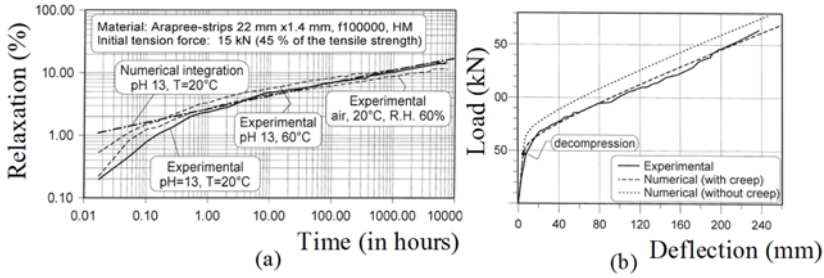 Relaxation (%)
100.00
10.00
1.00
0.10
Material: Arapree-strips 22 mm x1.4 mm, f100000, HM
Initial tension force: 15 kN (45 % of the tensile strength)
Numerical integration
pH 13, T=20°C
Experimental
pH 13, 60°C
Experimental
air, 20°C, R.H. 60%
Experimental
pH=13, T=20°C
0.01 0.10 1.00 10.00 100.00 1000.00 10000
(a) Time (in hours)
Load (kN)
50
00
50
decompression
Experimental
Numerical (with creep)
Numerical (without creep)
0 40 80 120 160 200 240
(b) Deflection (mm)